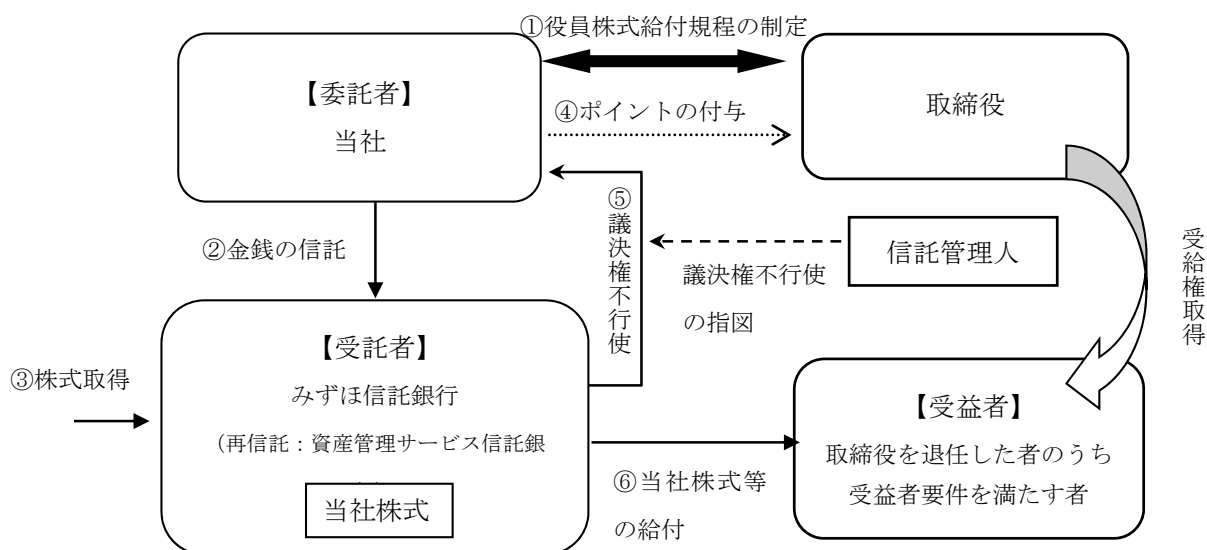 ①役員株式給付規程の制定
【委託者】
当社
④ポイントの付与
取締役
②金銭の信託
⑤議決権不行使
議決権不行使
の指図
信託管理人
受給権取得
③株式取得
【受託者】
みずほ信託銀行
（再信託：資産管理サービス信託銀
当社株式
⑥当社株式等
の給付
【受益者】
取締役を退任した者のうち
受益者要件を満たす者